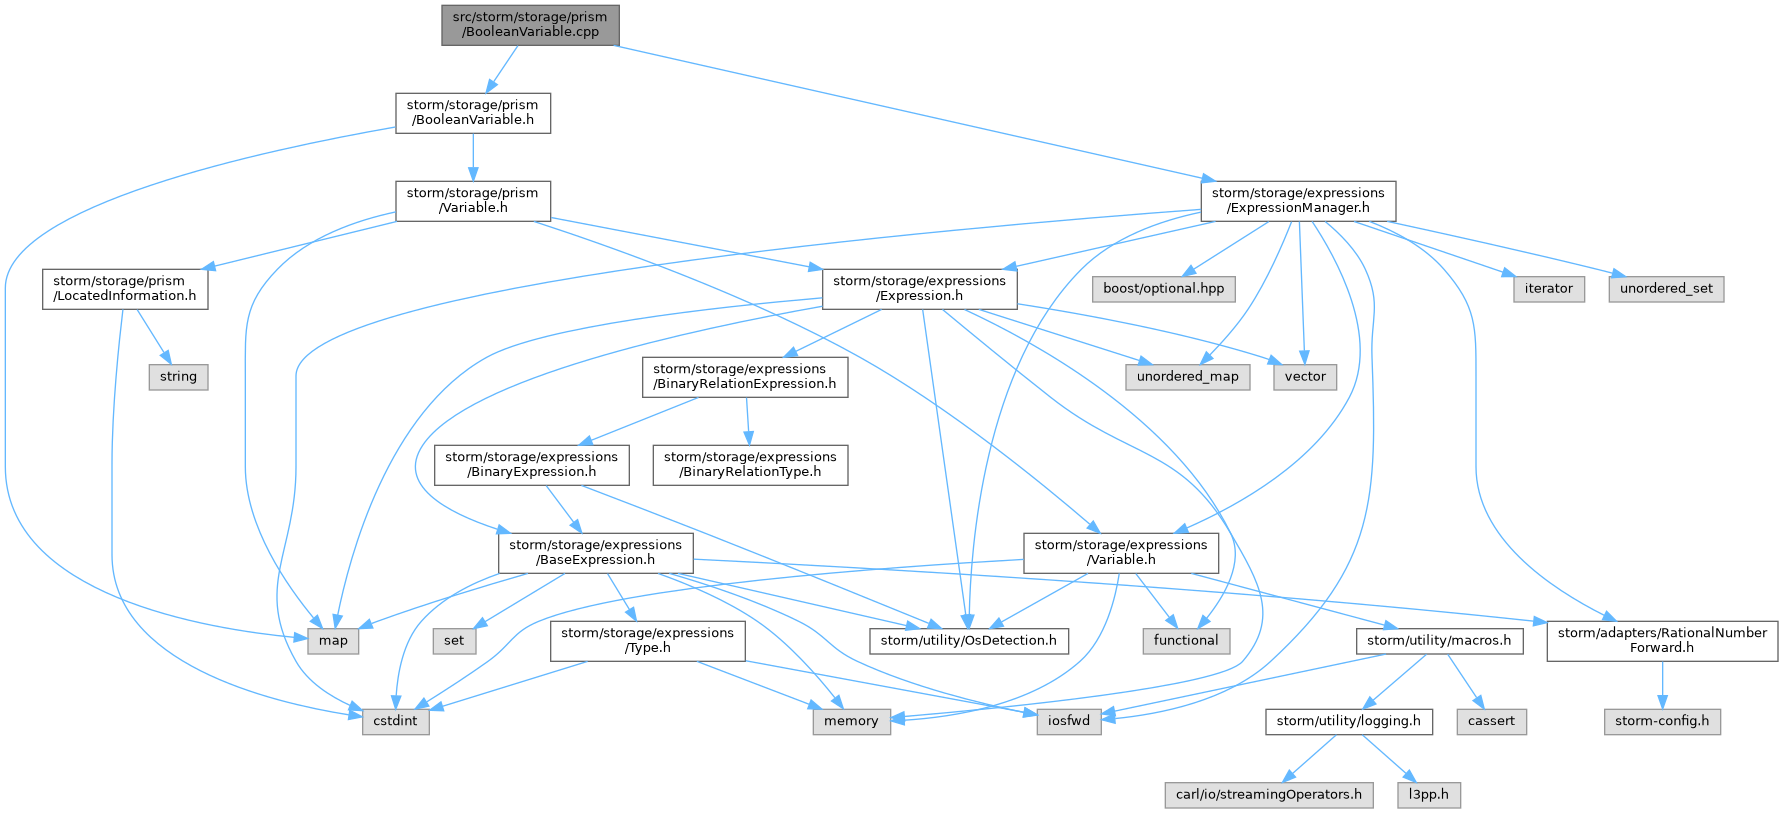 src/storm/storage/prism
/BooleanVariable.cpp
storm/storage/prism
/BooleanVariable.h
storm/storage/prism
/Variable.h
storm/storage/expressions
/ExpressionManager.h
storm/storage/prism
/LocatedInformation.h
storm/storage/expressions
/Expression.h
boost/optional.hpp
iterator
unordered_set
string
storm/storage/expressions
/BinaryRelationExpression.h
unordered_map
vector
storm/storage/expressions
/BinaryExpression.h
storm/storage/expressions
/BinaryRelationType.h
storm/storage/expressions
/BaseExpression.h
storm/storage/expressions
/Variable.h
map
set
storm/storage/expressions
/Type.h
storm/utility/OsDetection.h
functional
storm/utility/macros.h
storm/adapters/RationalNumber
Forward.h
cstdint
memory
iosfwd
storm/utility/logging.h
cassert
storm-config.h
carl/io/streamingOperators.h
l3pp.h